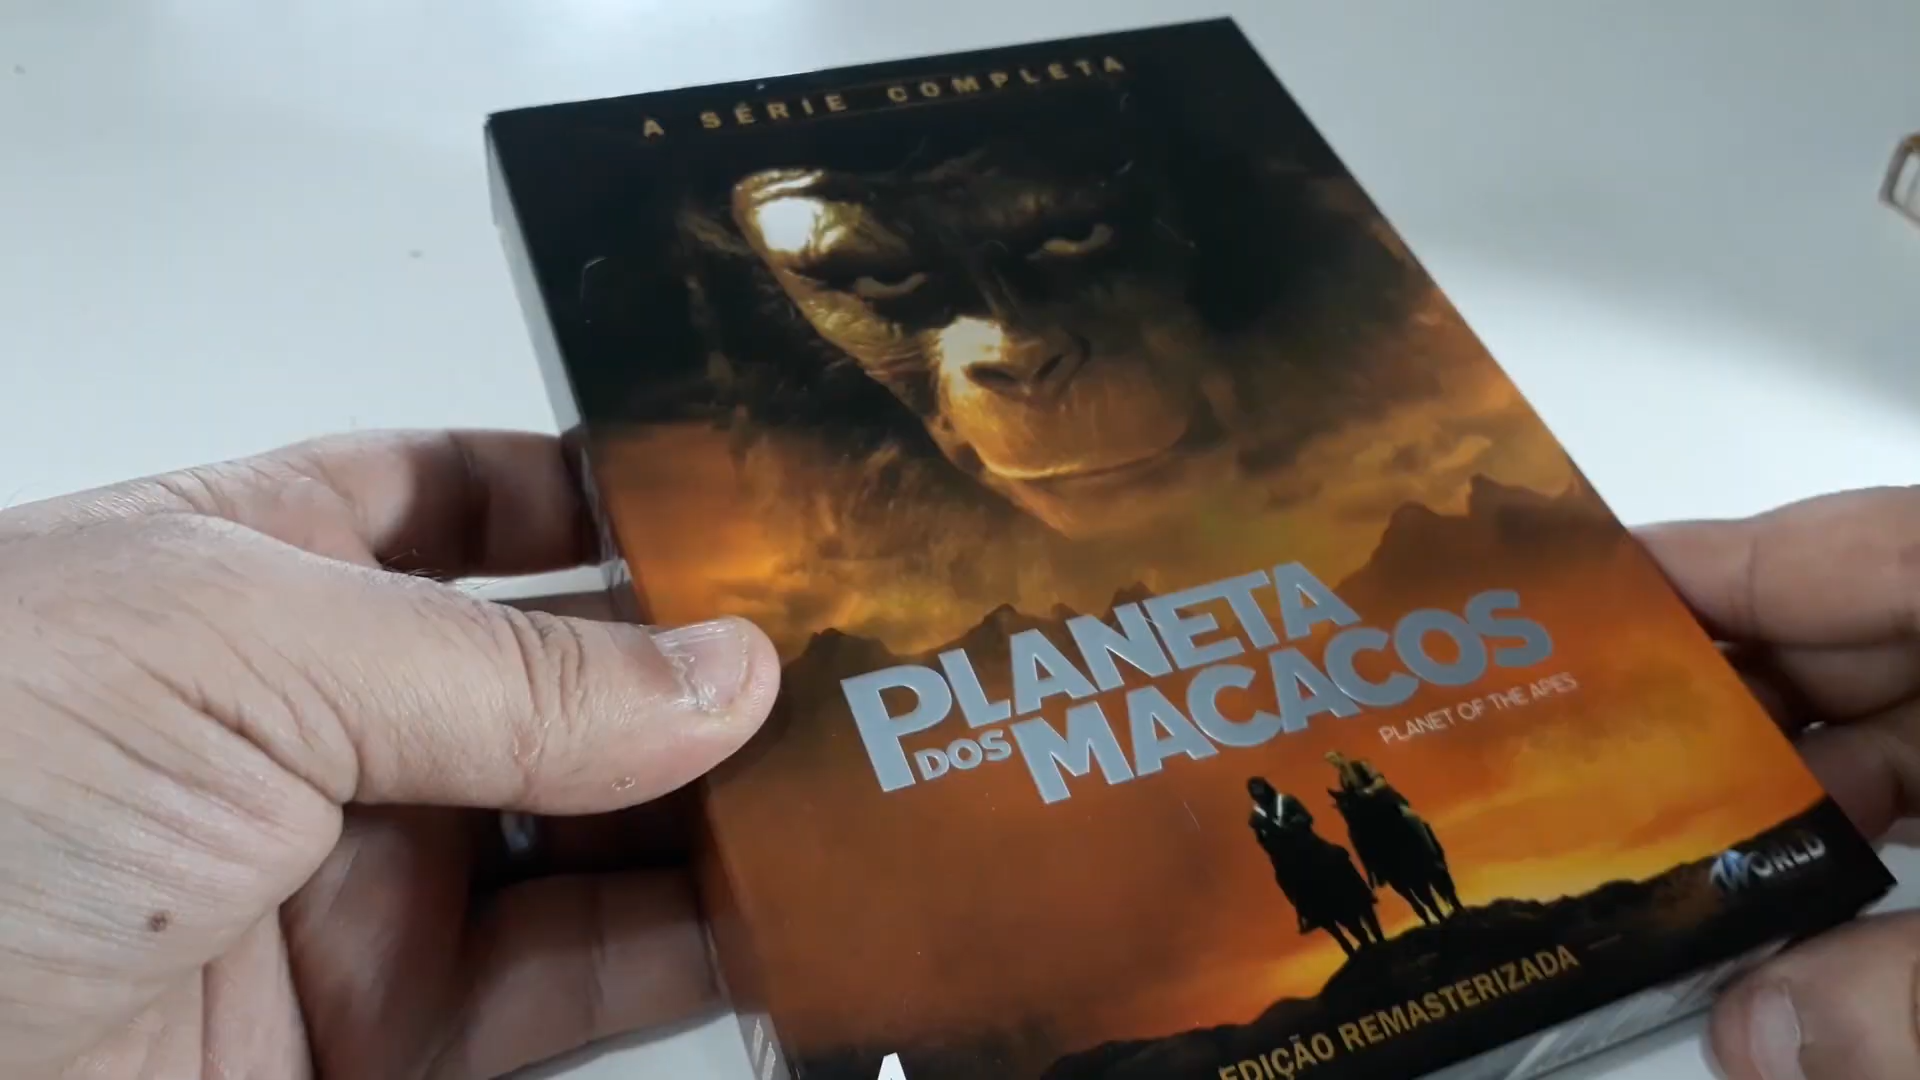 A SÉRIE COMPLETA
PLANETA
DOS MACACOS
PLANET OF THE APES
WORLD
EDIÇÃO REMASTERIZADA